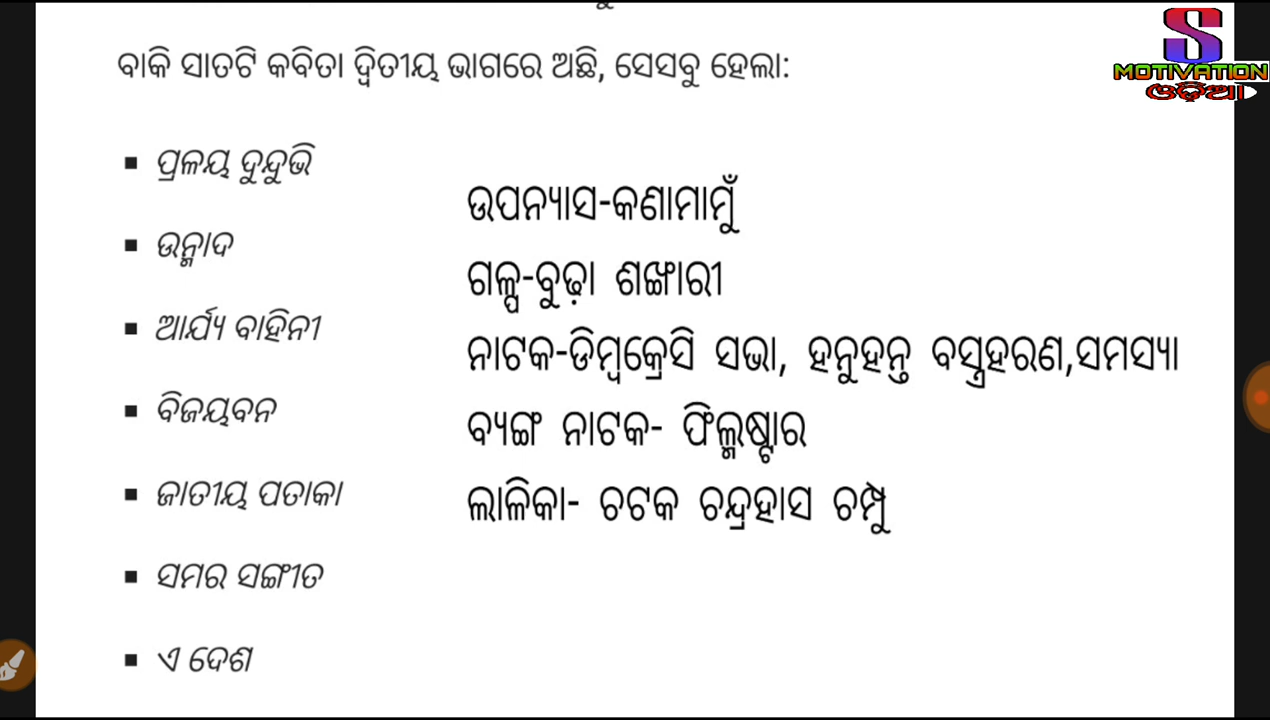 ବାକି ସାତଟି କବିତା ଦ୍ୱିତୀୟ ଭାଗରେ ଅଛି, ସେସବୁ ହେଲା:
▪ ପ୍ରଳୟ ଦୁନ୍ଦୁଭି
▪ ଉନ୍ମାଦ
▪ ଆର୍ଯ୍ୟ ବାହିନୀ
▪ ବିଜୟବନ
▪ ଜାତୀୟ ପତାକା
▪ ସମର ସଙ୍ଗୀତ
▪ ଏ ଦେଶ
ଉପନ୍ୟାସ-କଣାମାମୁଁ
ଗଳ୍ପ-ବୁଢ଼ା ଶଙ୍ଖାରୀ
ନାଟକ-ଡିମ୍ବକ୍ରେସି ସଭା, ହନୁହନ୍ତ ବସ୍ତ୍ରହରଣ,ସମସ୍ୟା
ବ୍ୟଙ୍ଗ ନାଟକ- ଫିଲ୍ମଷ୍ଟାର
ଲାଳିକା- ଚଟକ ଚନ୍ଦ୍ରହାସ ଚମ୍ପୁ
S
MOTIVATION
ଓଡ଼ିଆ